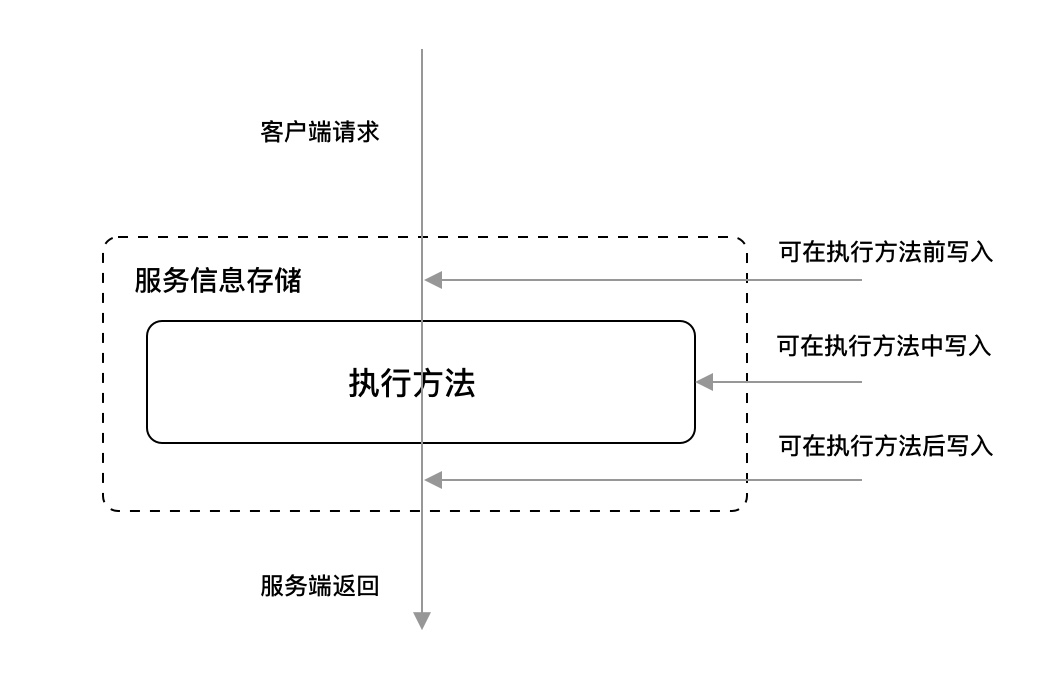 客户端请求
可在执行方法前写入
服务信息存储
可在执行方法中写入
执行方法
可在执行方法后写入
服务端返回